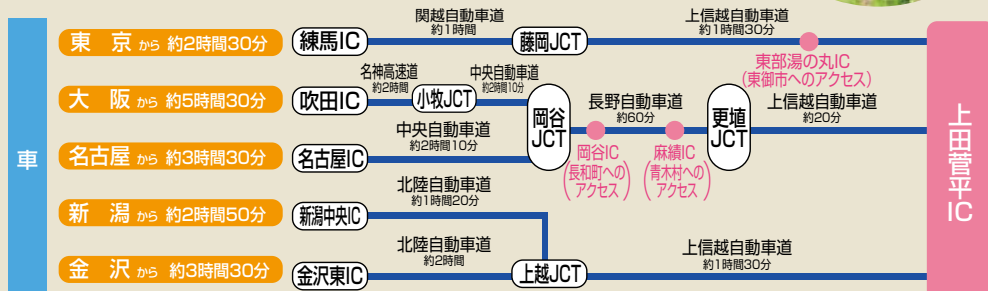 車
東京から 約2時間30分
練馬IC
関越自動車道
約1時間
藤岡JCT
上信越自動車道
約1時間30分
東部湯の丸IC
(東御市へのアクセス)
大阪から 約5時間30分
吹田IC
名神高速道
約2時間
小牧JCT
中央自動車道
約2時間10分
名古屋から 約3時間30分
名古屋IC
中央自動車道
約2時間10分
岡谷
JCT
長野自動車道
約60分
岡谷IC
(長和町への
アクセス)
麻績IC
(青木村への
アクセス)
更埴
JCT
上信越自動車道
約20分
新潟から 約2時間50分
新潟中央IC
北陸自動車道
約1時間20分
金沢から 約3時間30分
金沢東IC
北陸自動車道
約2時間
上越JCT
上信越自動車道
約1時間30分
上田菅平IC